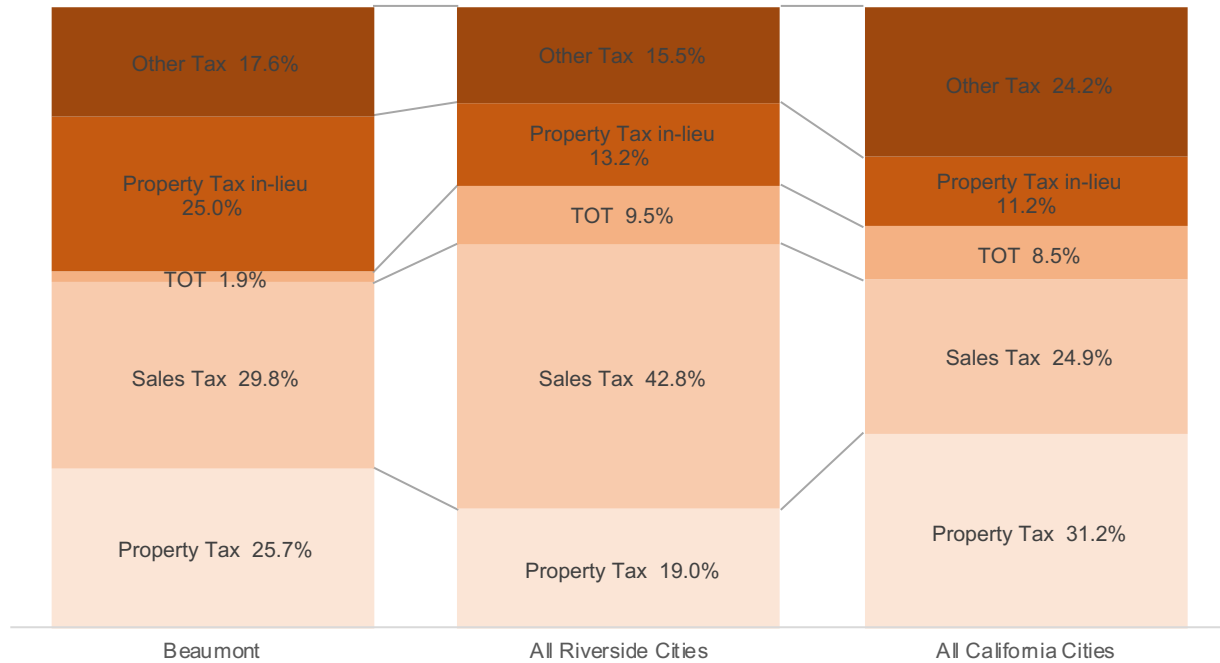 Other Tax 17.6%
Property Tax in-lieu
25.0%
TOT 1.9%
Sales Tax 29.8%
Property Tax 25.7%
Beaumont
Other Tax 15.5%
Property Tax in-lieu
13.2%
TOT 9.5%
Sales Tax 42.8%
Property Tax 19.0%
All Riverside Cities
Other Tax 24.2%
Property Tax in-lieu
11.2%
TOT 8.5%
Sales Tax 24.9%
Property Tax 31.2%
All California Cities